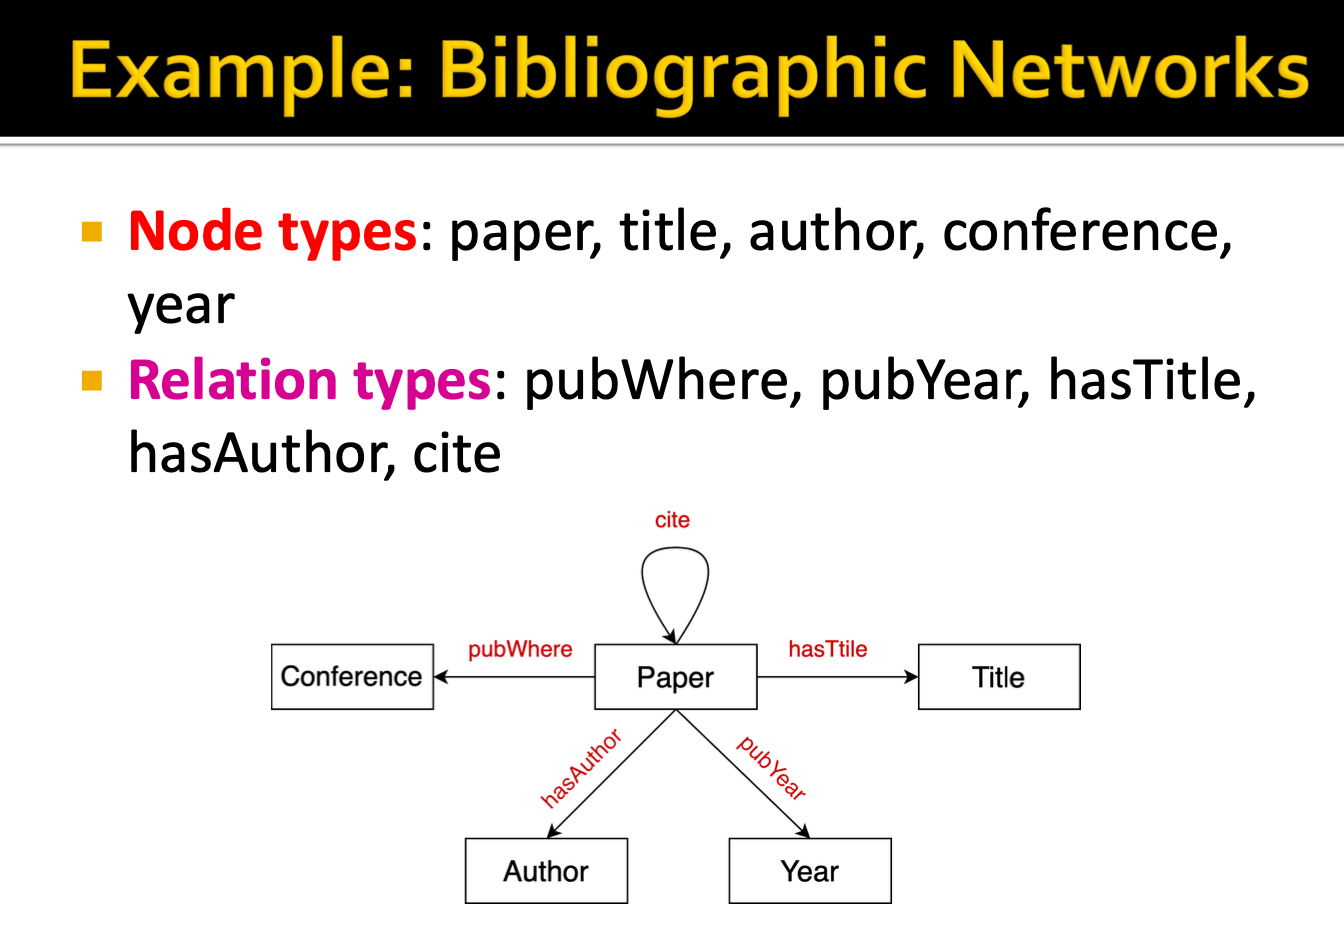 Example: Bibliographic Networks
Node types: paper, title, author, conference,
year
Relation types: pubWhere, pubYear, hasTitle,
hasAuthor, cite
cite
pubWhere
hasTtile
Conference
Paper
Title
hasAuthor
pubYear
Author
Year